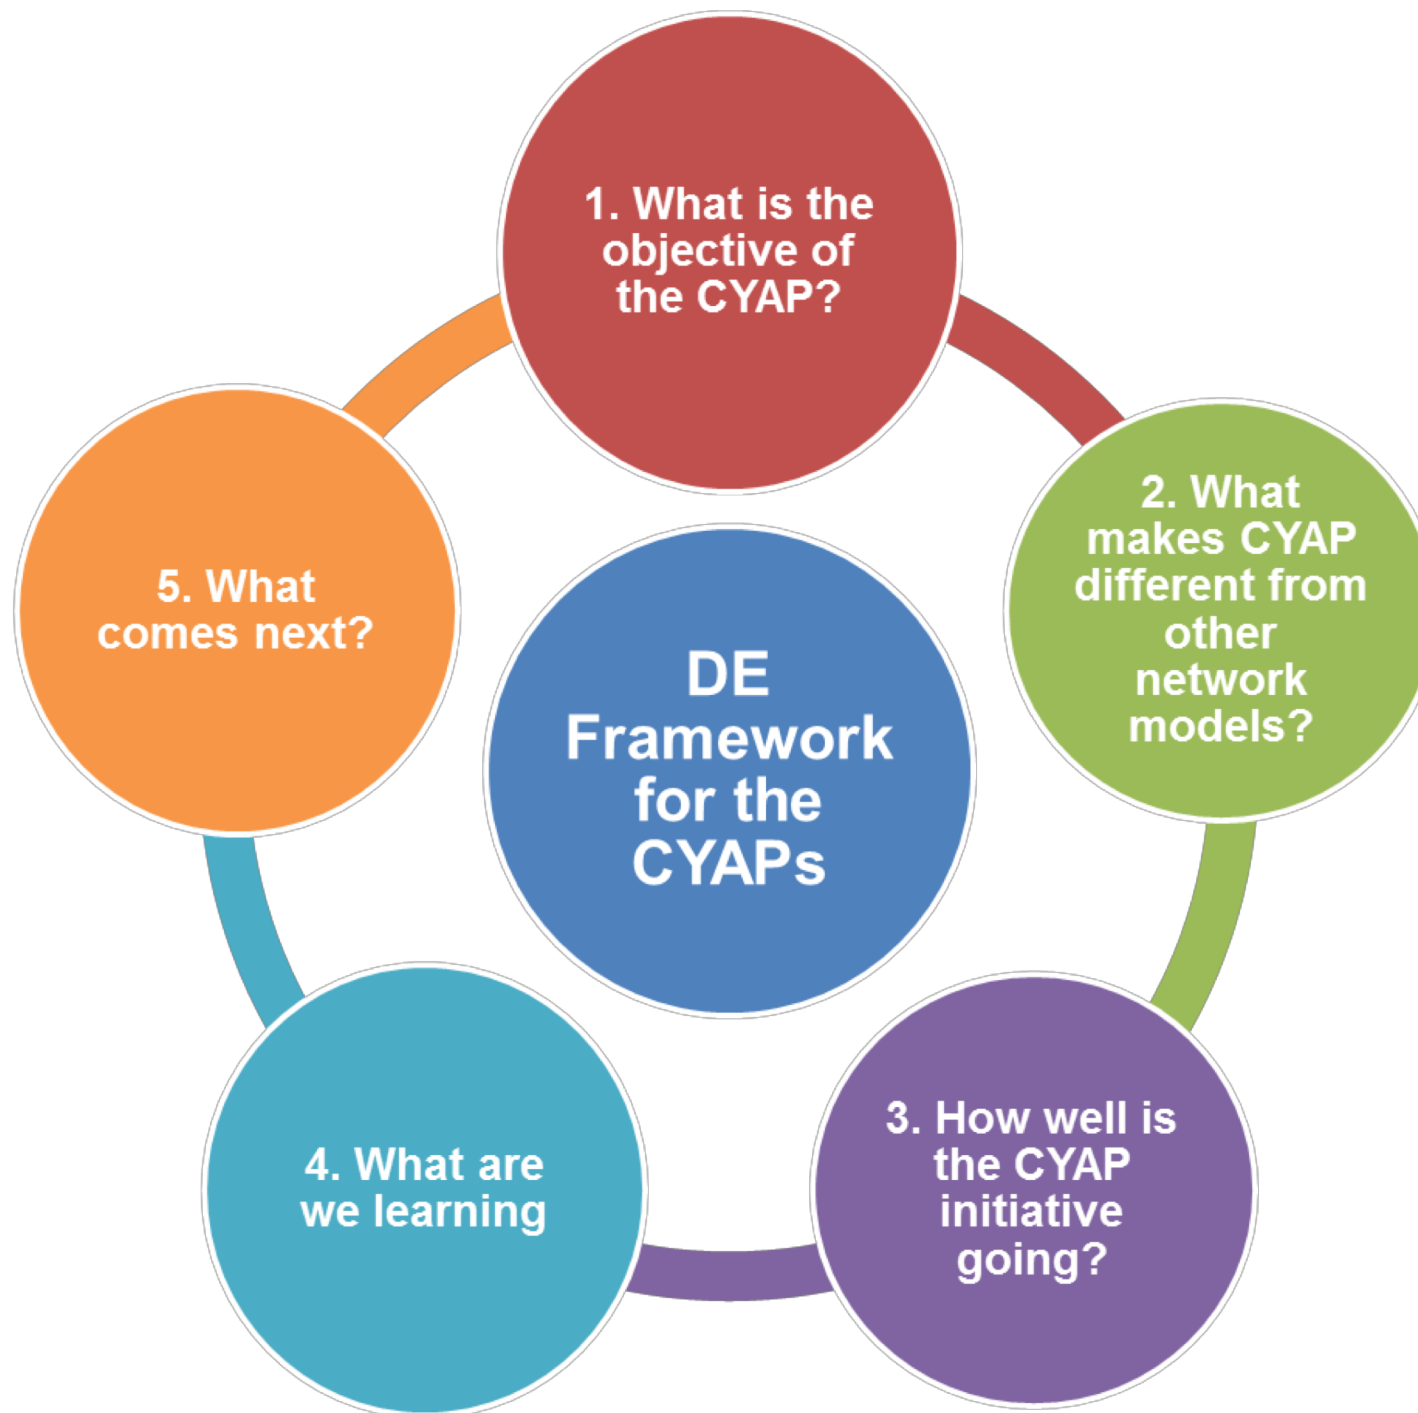 1. What is the
objective of
the CYAP?
2. What
makes CYAP
different from
other
network
models?
3. How well is
the CYAP
initiative
going?
4. What are
we learning
5. What
comes next?
DE
Framework
for the
CYAPs